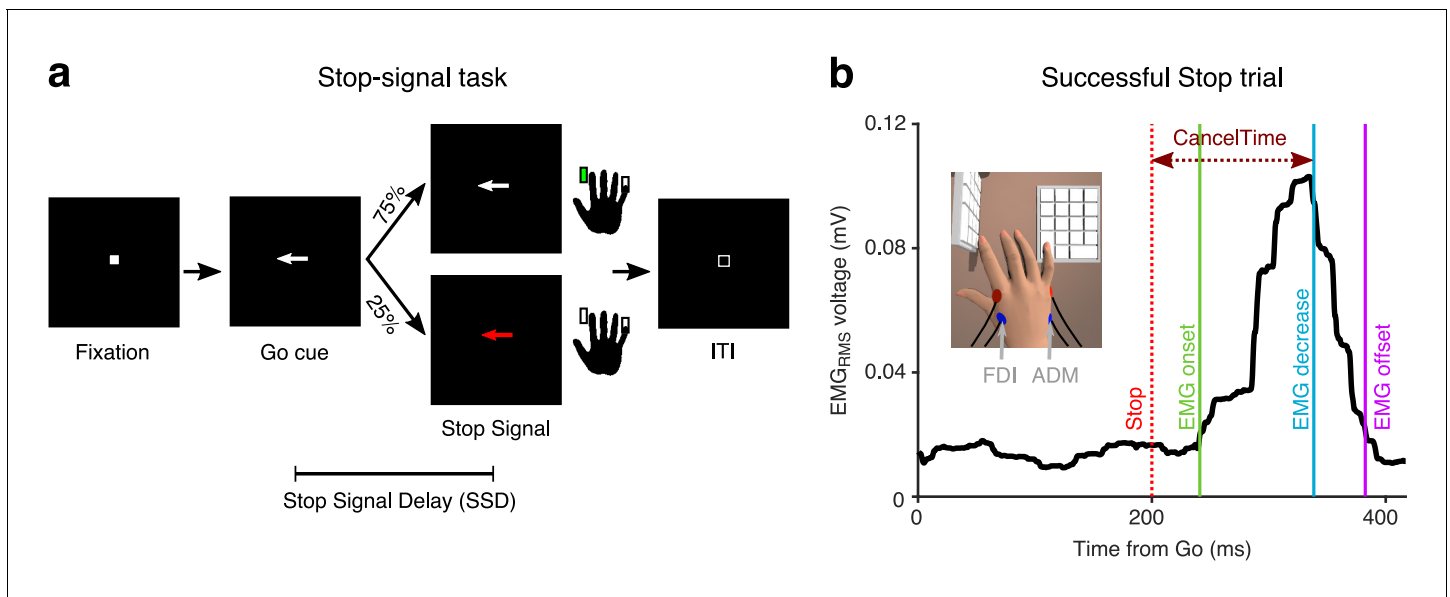 a
Stop-signal task
Fixation
Go cue
75%
25%
Stop Signal
ITI
Stop Signal Delay (SSD)
b
Successful Stop trial
EMG RMS voltage (mV)
0.12
0.08
0.04
0
CancelTime
FDI ADM
Stop
EMG onset
EMG decrease
EMG offset
0 200 400
Time from Go (ms)